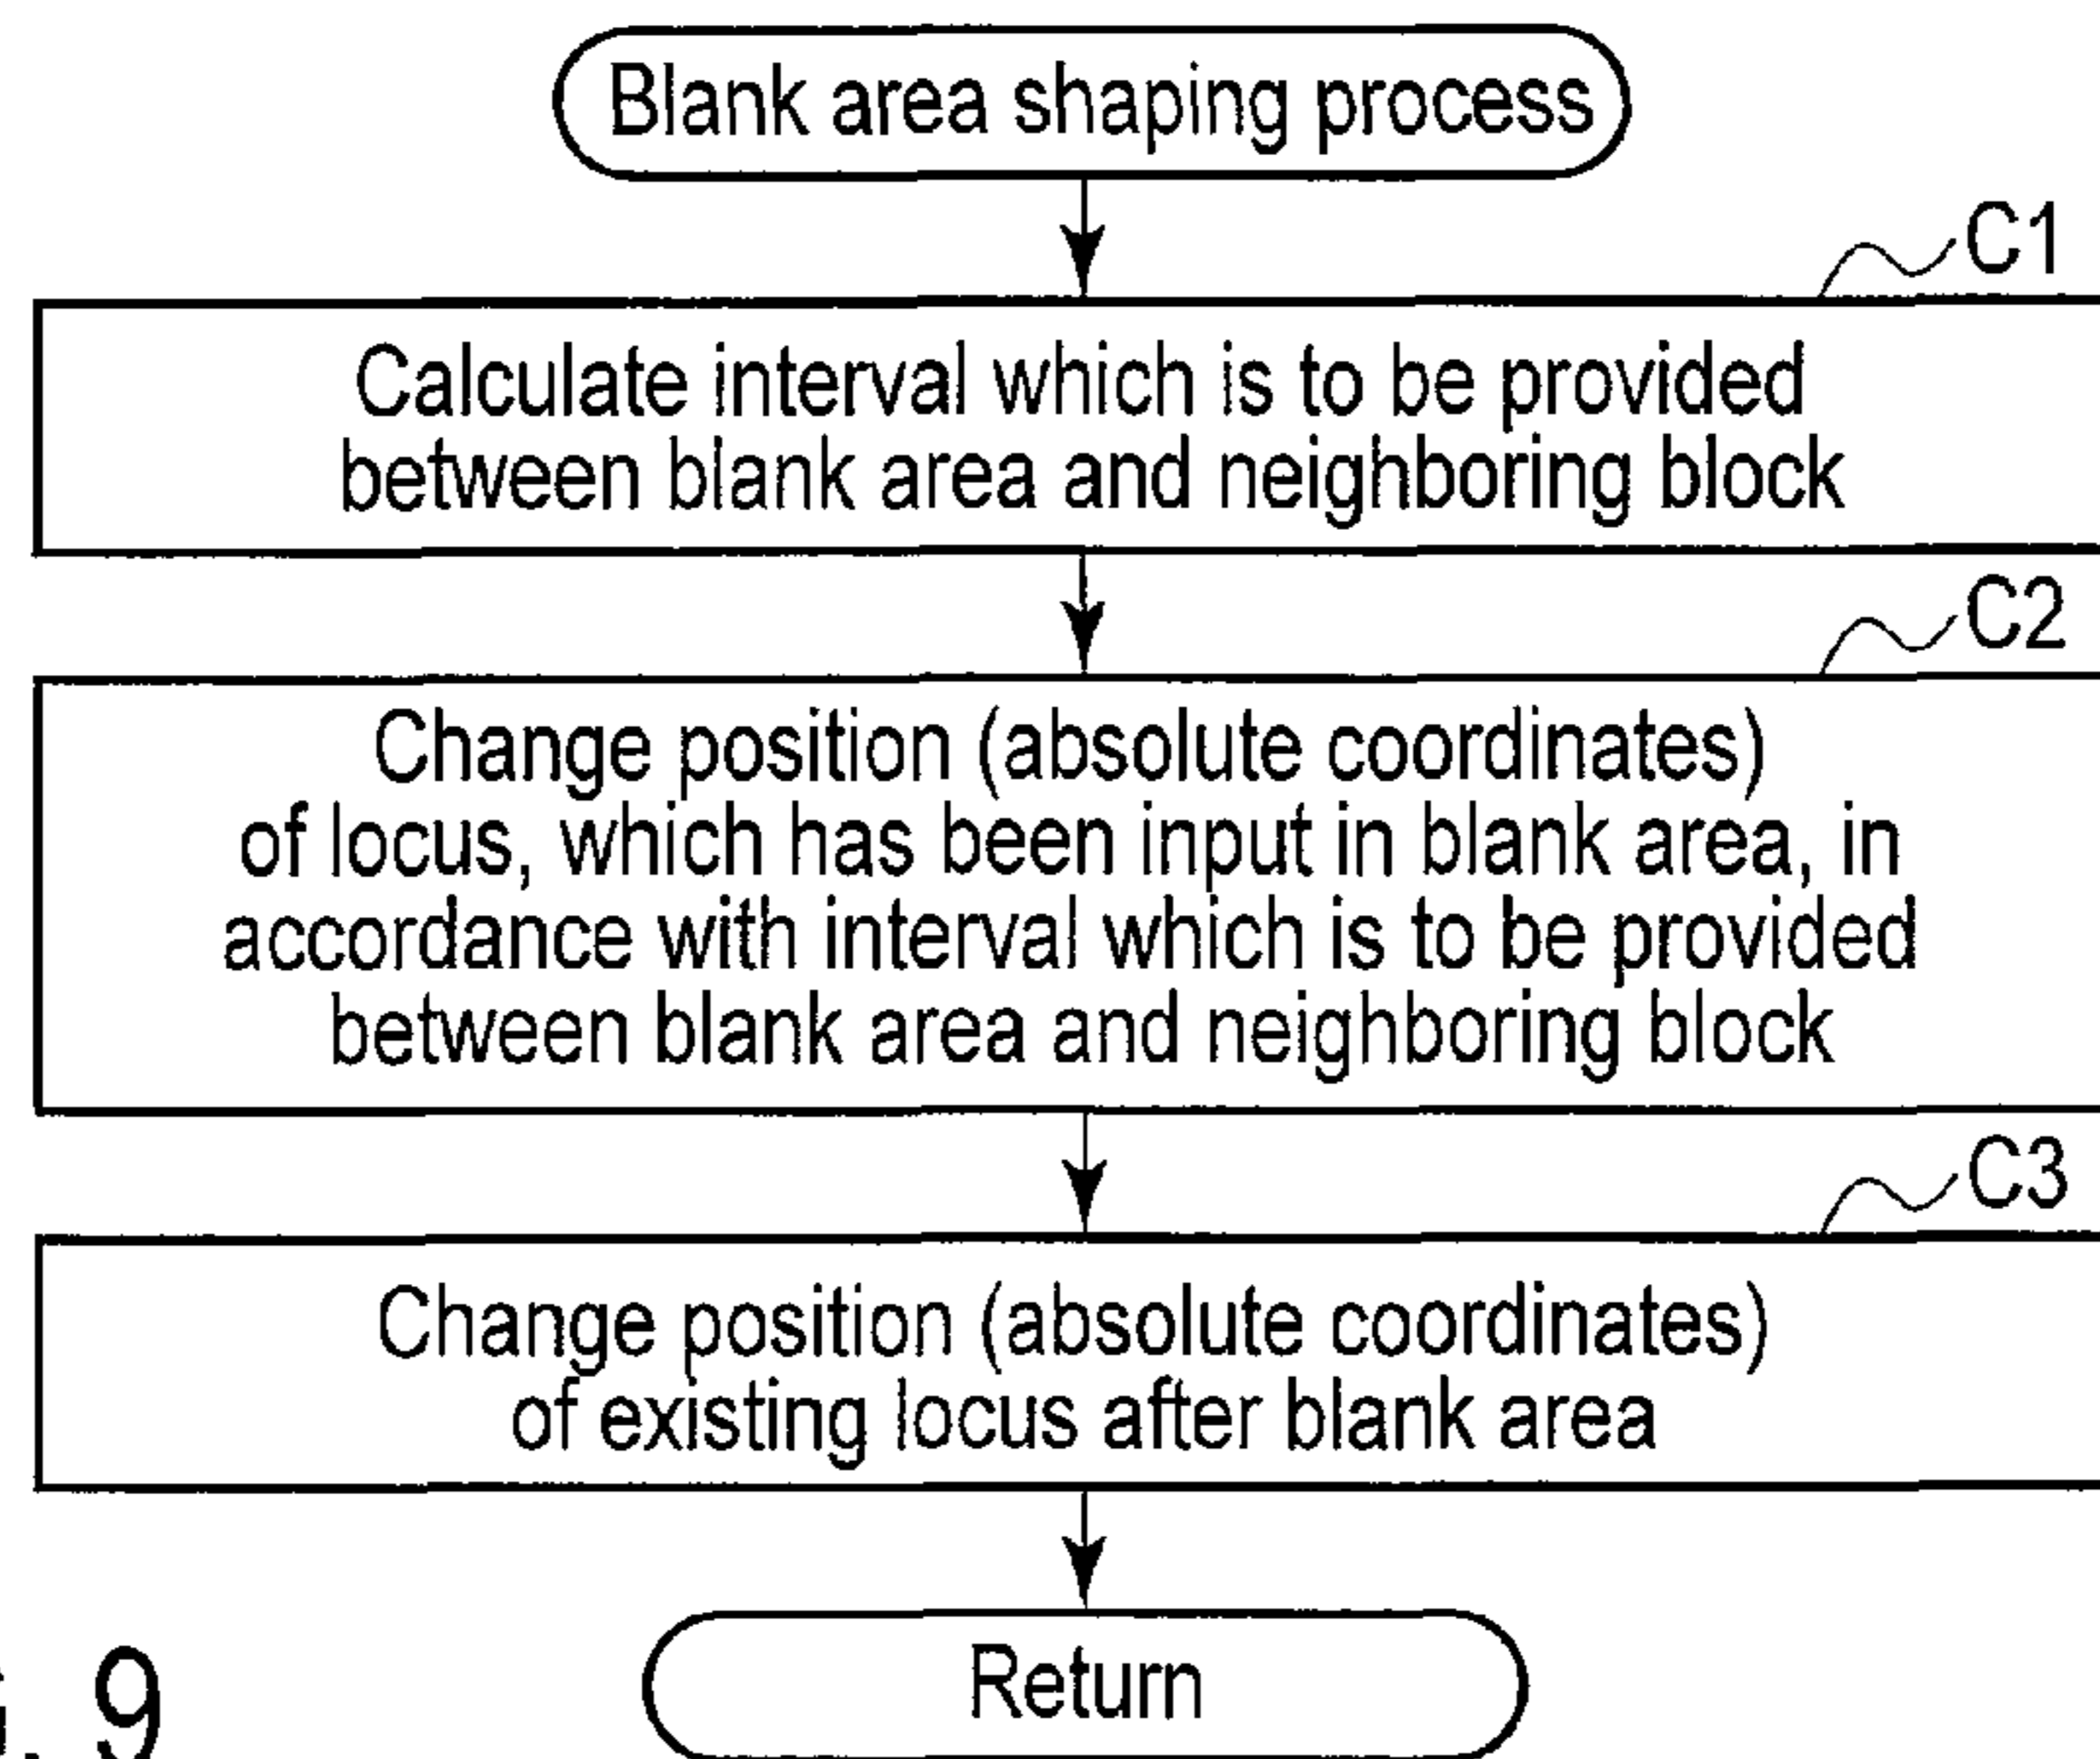 Blank area shaping process
C1
Calculate interval which is to be provided
between blank area and neighboring block
C2
Change position (absolute coordinates)
of locus, which has been input in blank area, in
accordance with interval which is to be provided
between blank area and neighboring block
C3
Change position (absolute coordinates)
of existing locus after blank area
Return
. 9